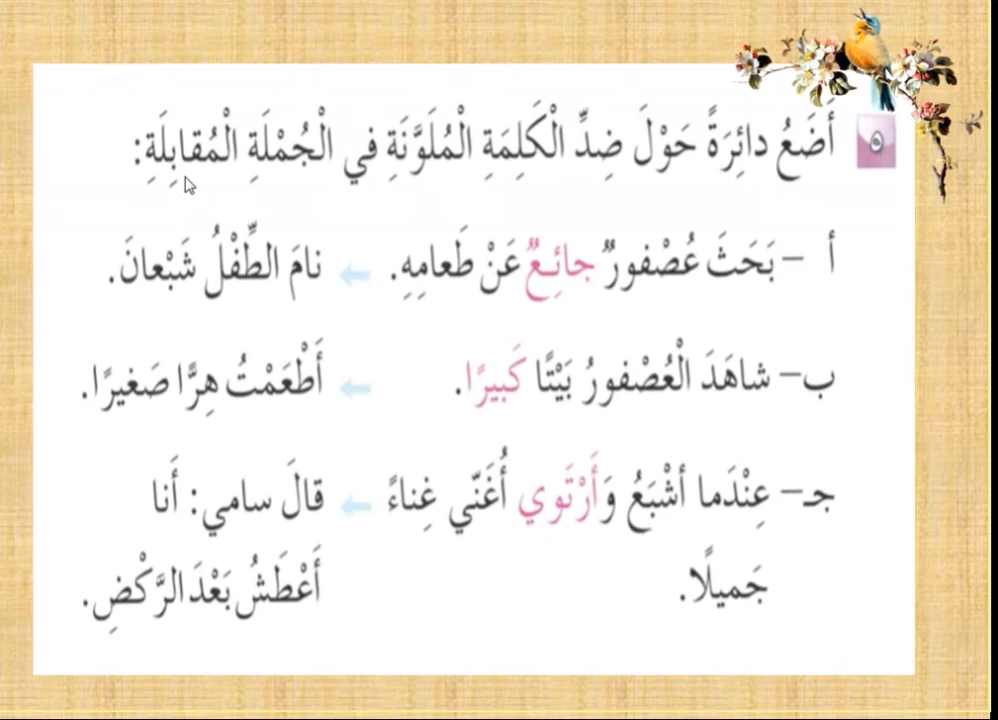 ٥ أَضَعُ دائِرَةً حَوْلَ ضِدِّ الْكَلِمَةِ الْمُلَوَّنَةِ في الْجُمْلَةِ الْمُقابِلَةِ:
أ – بَحَثَ عُصْفورٌ جائِعٌ عَنْ طَعامِهِ. نامَ الطِّفْلُ شَبْعانَ.
ب– شاهَدَ الْعُصْفورُ بَيْتًا كَبيرًا. أَطْعَمْتُ هِرًّا صَغيرًا.
جـ– عِنْدَما أشْبَعُ وَأَرْتَوي أُغَنّي غِناءً قالَ سامي: أَنا
جَميلًا. أَعْطَشُ بَعْدَ الرَّكْضِ.